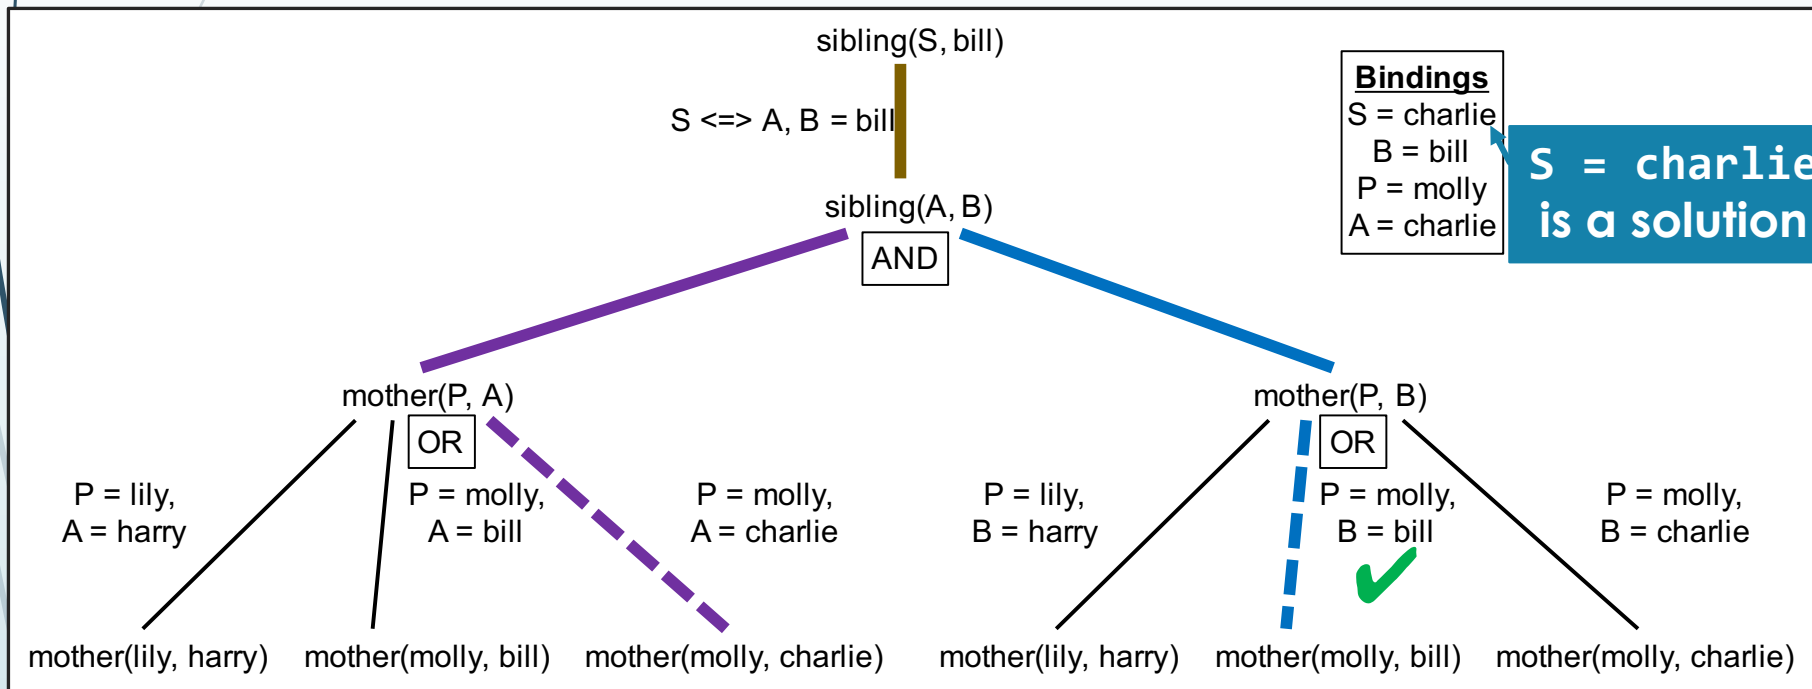 sibling(S, bill)
S <=> A, B = bill
sibling(A, B)
AND
Bindings
S = charlie
B = bill
P = molly
A = charlie
S = charlie
is a solution
mother(P, A)
OR
P = lily,
A = harry
P = molly,
A = bill
P = molly,
A = charlie
mother(P, B)
OR
P = lily,
B = harry
P = molly,
B = bill
P = molly,
B = charlie
mother(lily, harry)
mother(molly, bill)
mother(molly, charlie)
mother(lily, harry)
mother(molly, bill)
mother(molly, charlie)